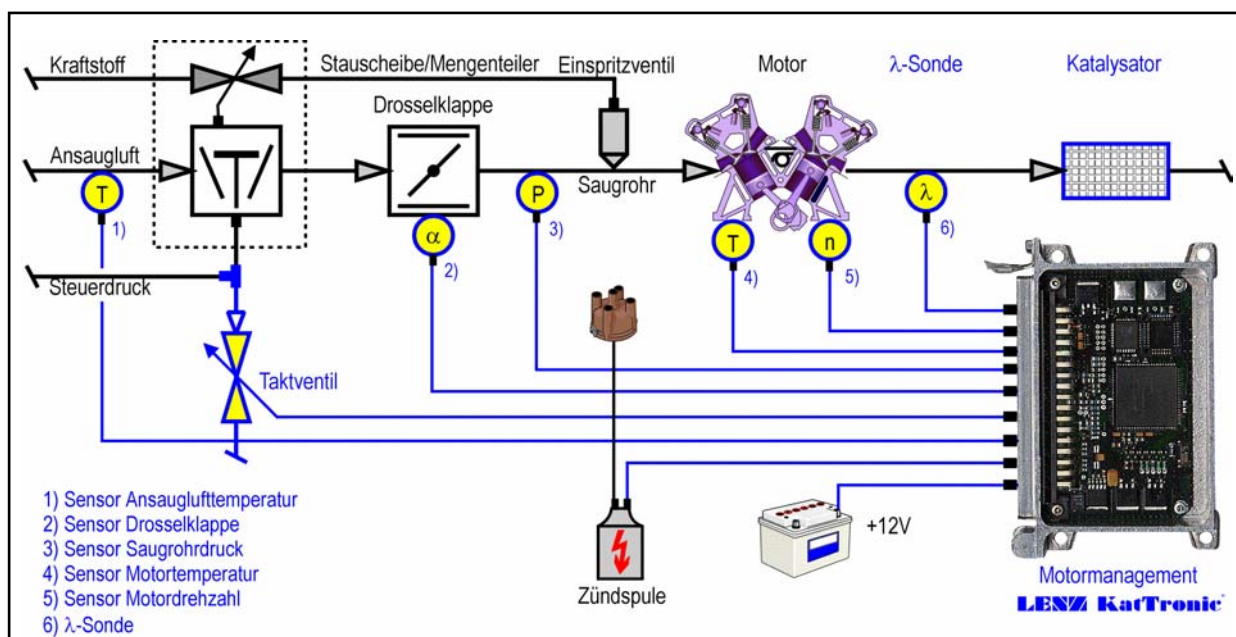 Kraftstoff
Stauscheibe/Mengenteiler
Einspritzventil
Motor
λ-Sonde
Katalysator
Drosselklappe
Ansaugluft
Saugrohr
T
1)
α
2)
P
3)
T
4)
n
5)
λ
6)
Steuerdruck
Taktventil
+12V
Zündspule
1) Sensor Ansauglufttemperatur
2) Sensor Drosselklappe
3) Sensor Saugrohrdruck
4) Sensor Motortemperatur
5) Sensor Motordrehzahl
6) λ-Sonde
Motormanagement
LENZ KatTronic